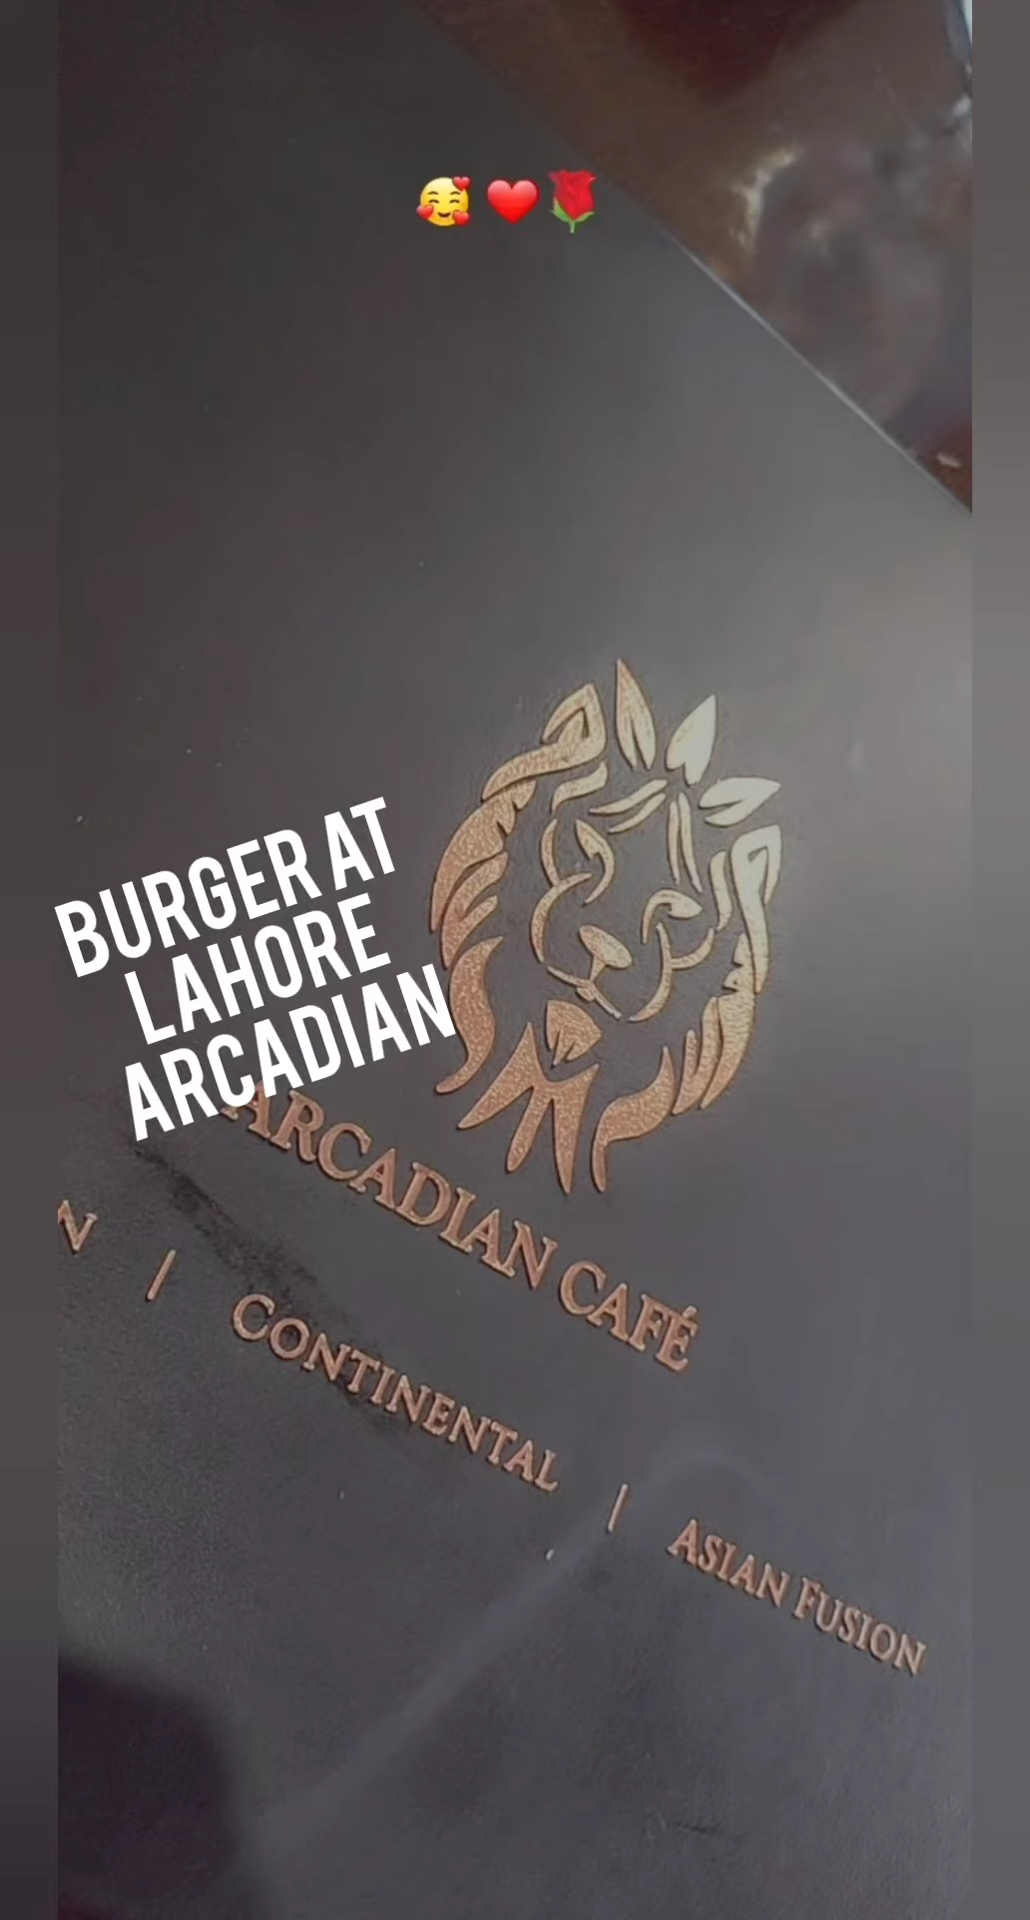 🥰 ❤️🌹
BURGER AT
LAHORE
ARCADIAN
ARCADIAN CAFÉ
| CONTINENTAL | ASIAN FUSION